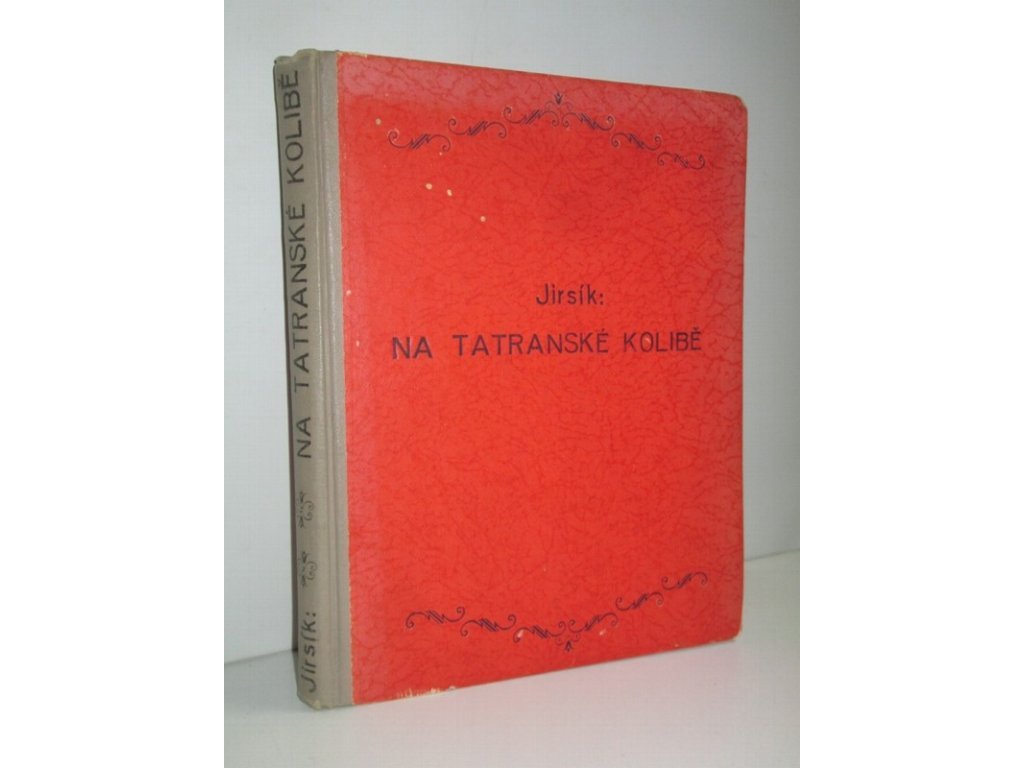 Jirsík: NA TATRANSKÉ KOLIBĚ
Jirsík:
NA TATRANSKÉ KOLIBĚ